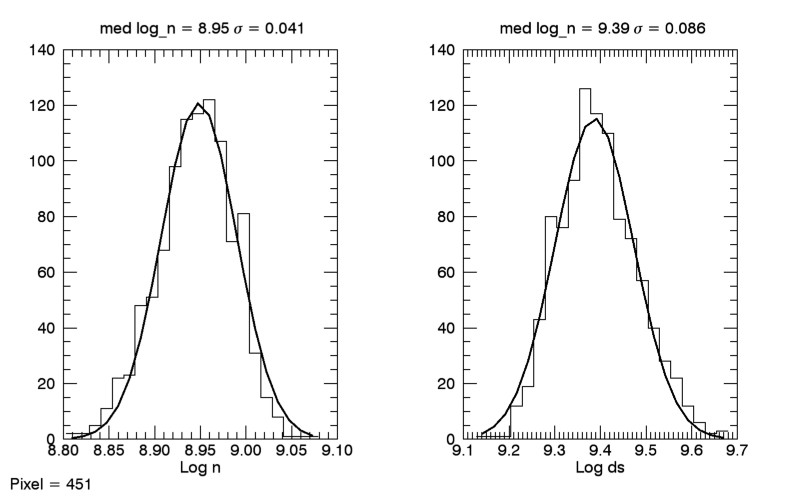 med log_n = 8.95 σ = 0.041
med log_n = 9.39 σ = 0.086
140
120
100
80
60
40
20
0
8.80 8.85 8.90 8.95 9.00 9.05 9.10
Log n
140
120
100
80
60
40
20
0
9.1 9.2 9.3 9.4 9.5 9.6 9.7
Log ds
Pixel = 451